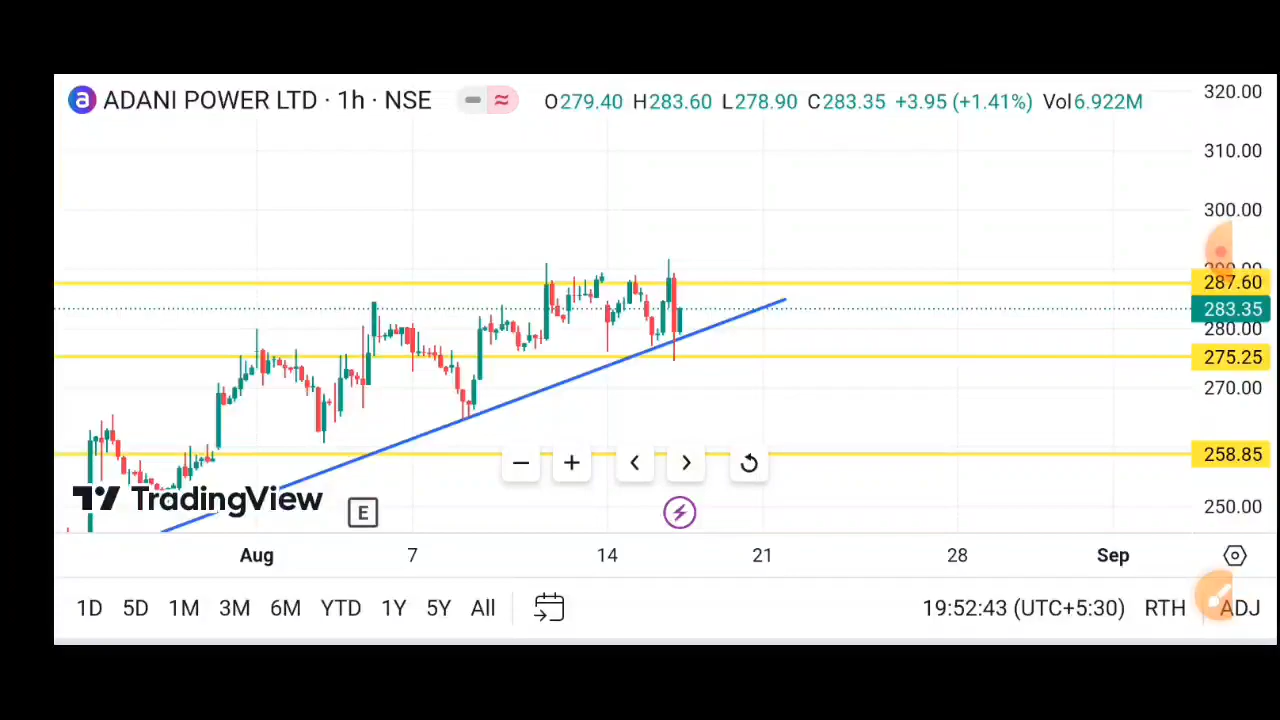 a ADANI POWER LTD · 1h · NSE O279.40 H283.60 L278.90 C283.35 +3.95 (+1.41%) Vol6.922M
320.00
310.00
300.00
287.60
283.35
280.00
275.25
270.00
258.85
250.00
TradingView
E
Aug 7 14 21 28 Sep
1D 5D 1M 3M 6M YTD 1Y 5Y All 19:52:43 (UTC+5:30) RTH ADJ